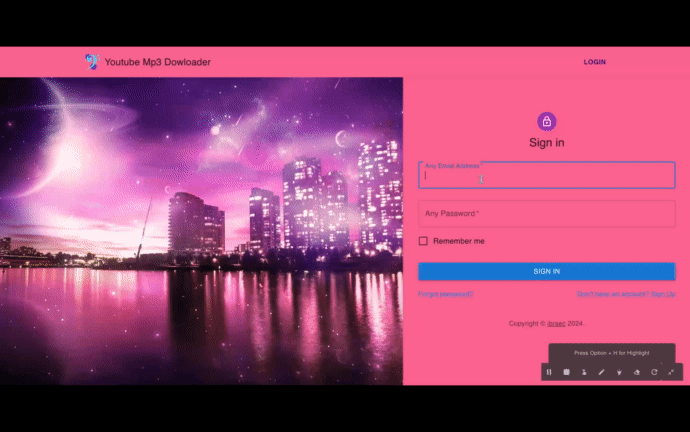 Youtube Mp3 Dowloader
LOGIN
Sign in
Any Email Address *
Any Password *
Remember me
SIGN IN
Forgot password?
Don't have an account? Sign Up
Copyright © ibrsec 2024.
Press Option + H for Highlight